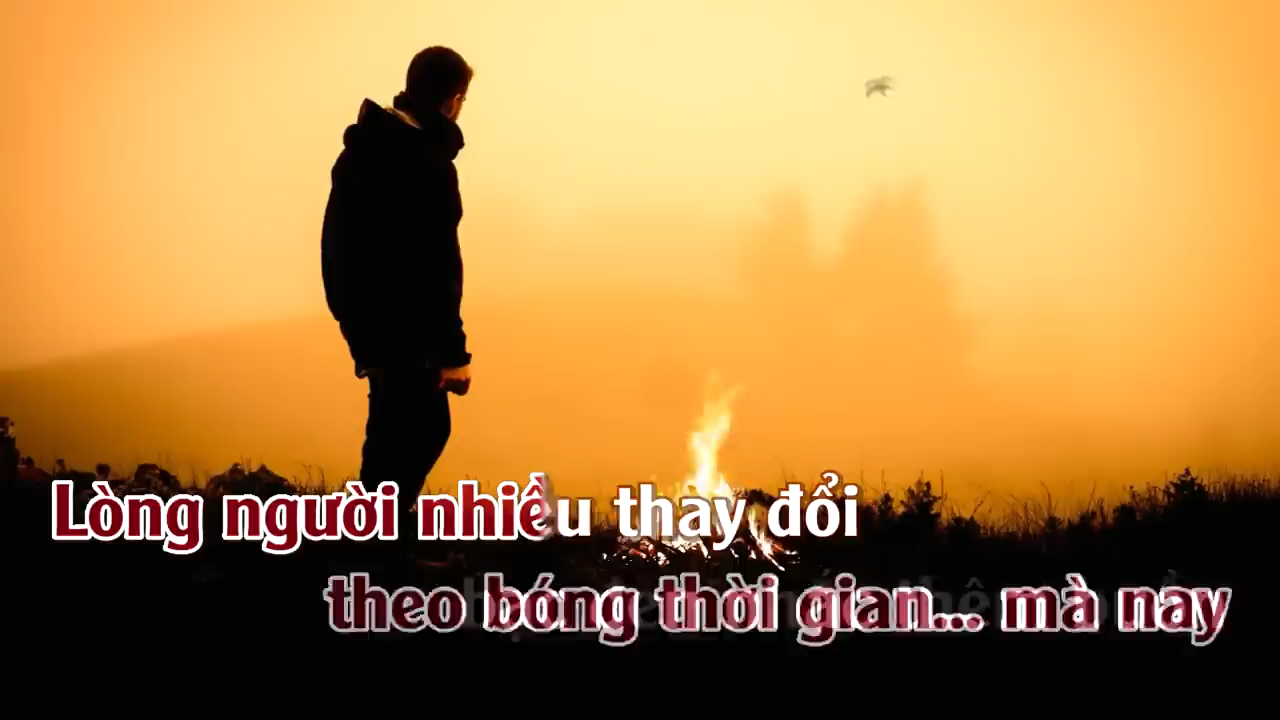 Lòng người nhiều thay đổi
theo bóng thời gian... mà nay